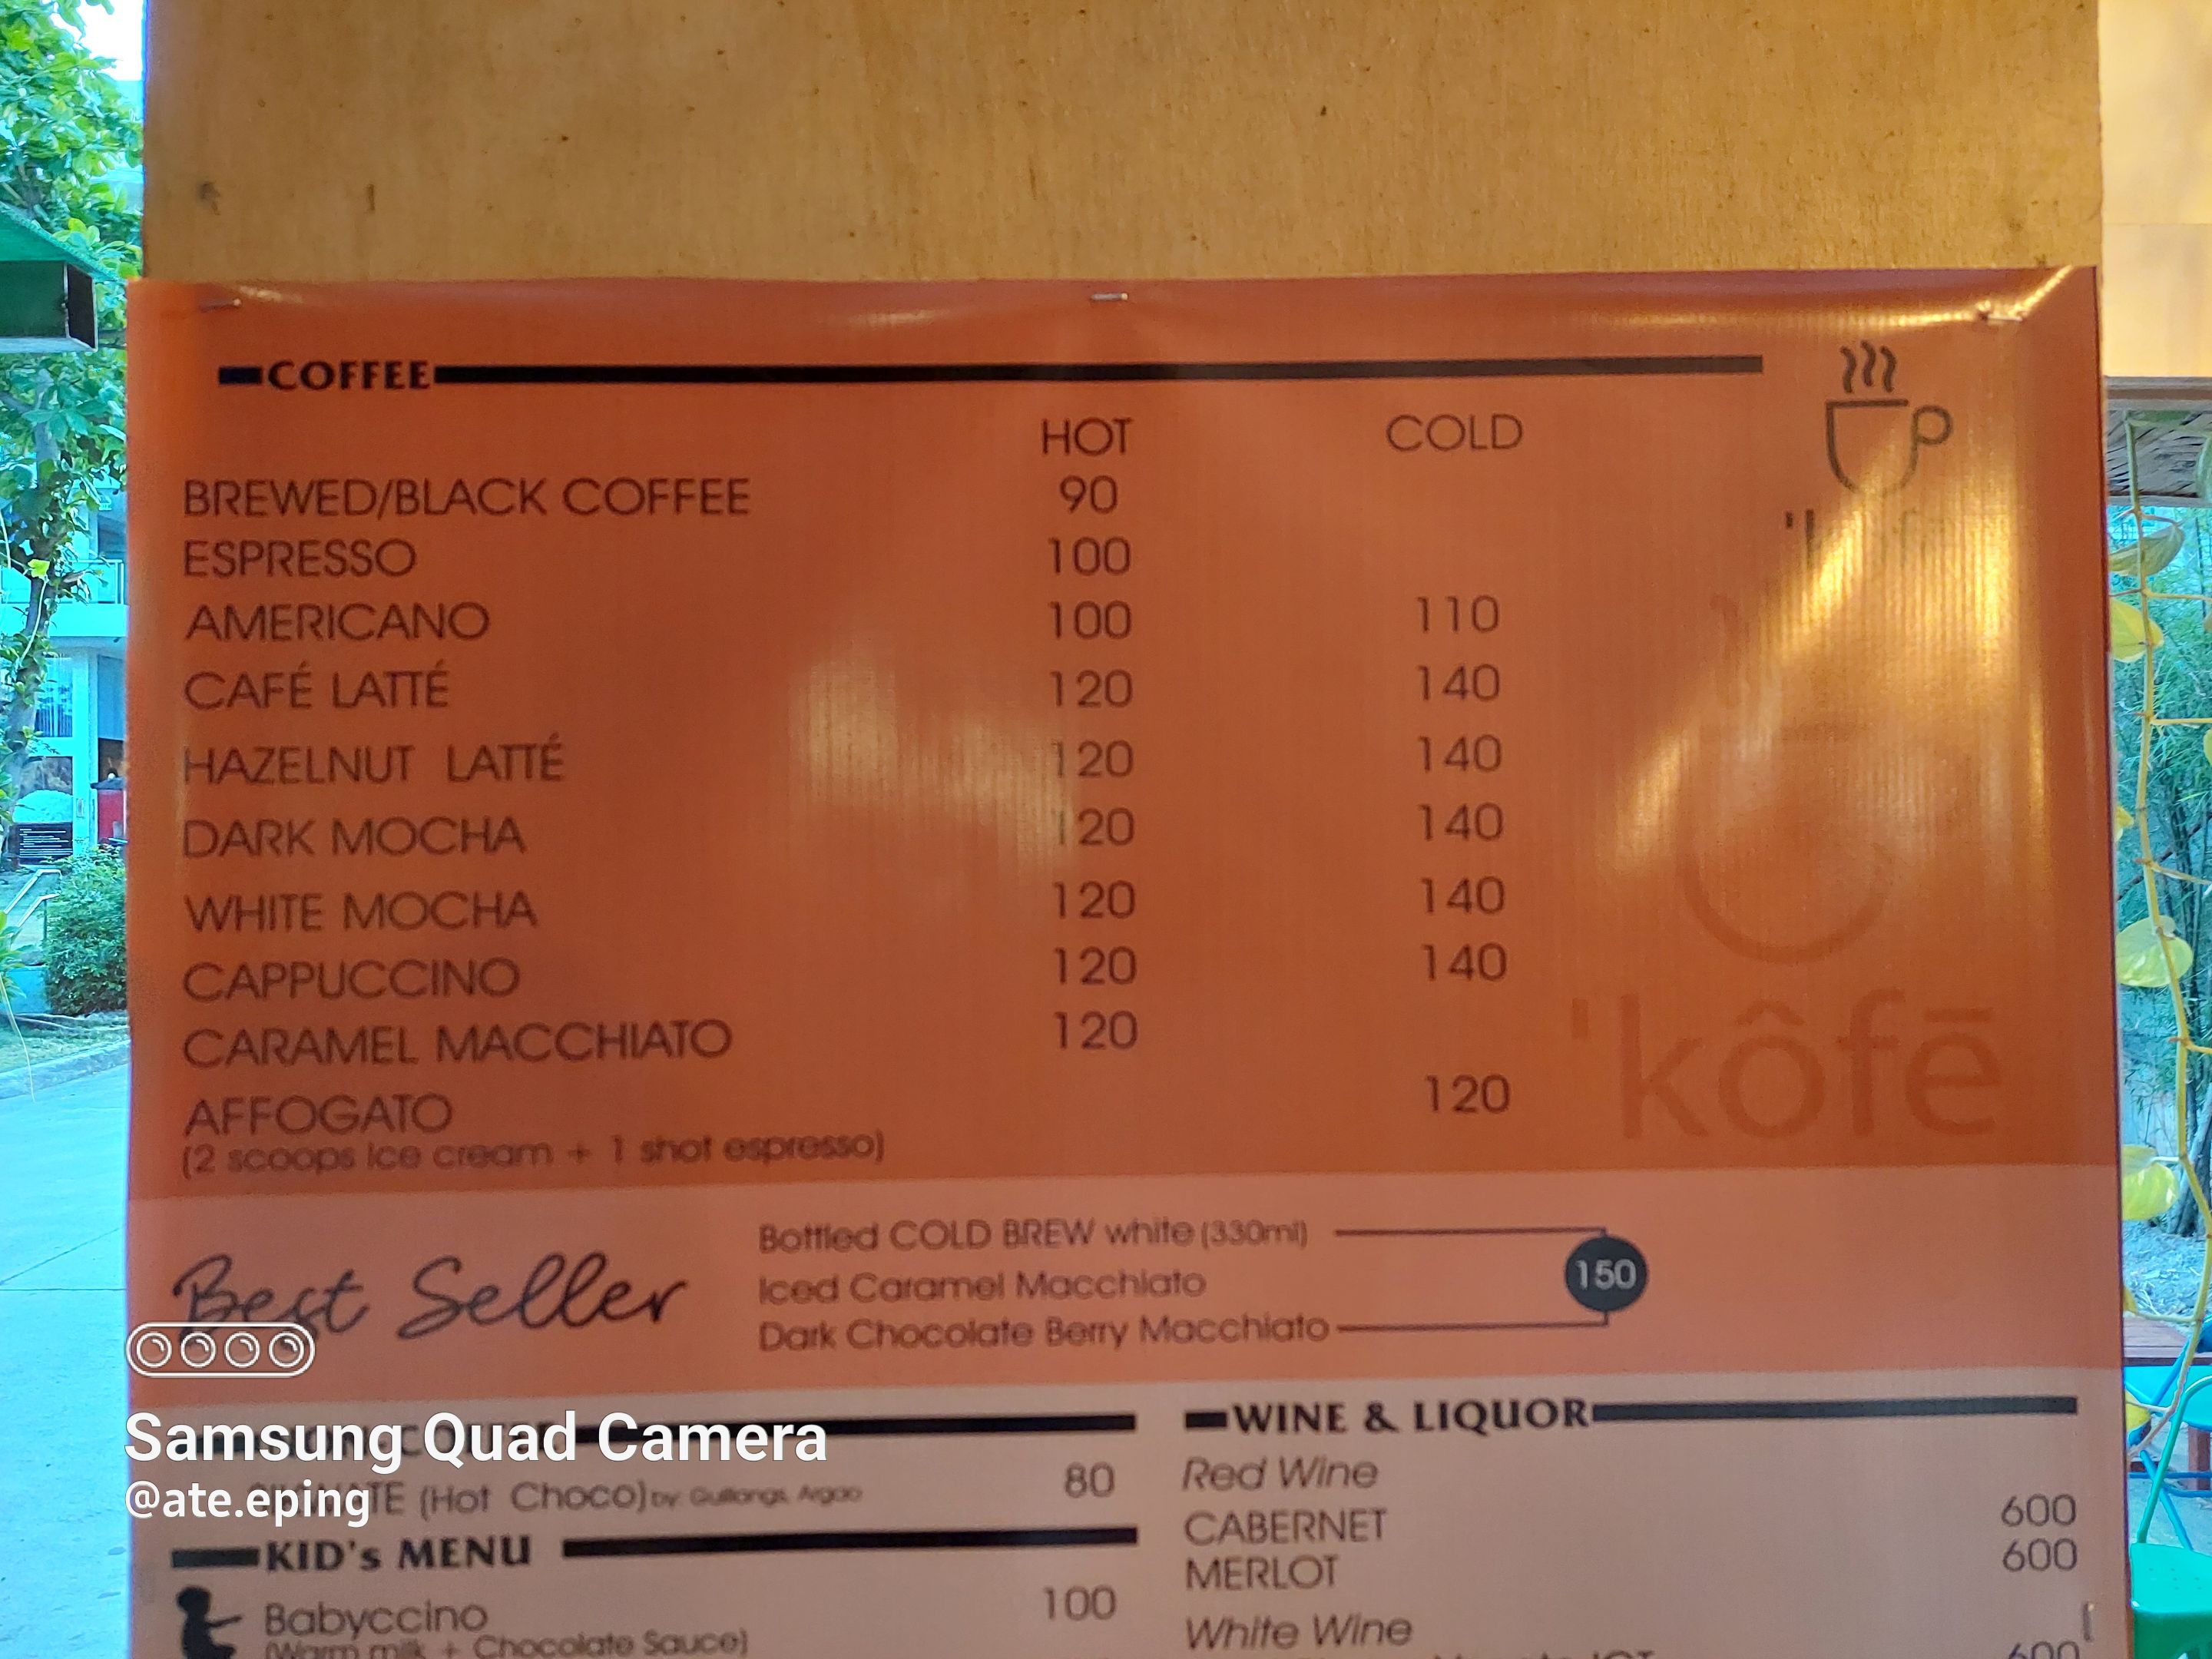 COFFEE
HOT COLD
BREWED/BLACK COFFEE 90
ESPRESSO 100
AMERICANO 100 110
CAFÉ LATTÉ 120 140
HAZELNUT LATTÉ 120 140
DARK MOCHA 120 140
WHITE MOCHA 120 140
CAPPUCCINO 120 140
CARAMEL MACCHIATO 120
AFFOGATO 120
(2 scoops Ice cream + 1 shot espresso)
'kôfē
Best Seller
Bottled COLD BREW white (330ml)
Iced Caramel Macchiato
Dark Chocolate Berry Macchiato
150
(Hot Choco) by: Guilang's, Argao 80
KID's MENU
Babyccino 100
(Warm milk + Chocolate Sauce)
WINE & LIQUOR
Red Wine
CABERNET 600
MERLOT 600
White Wine
600
Samsung Quad Camera
@ate.eping